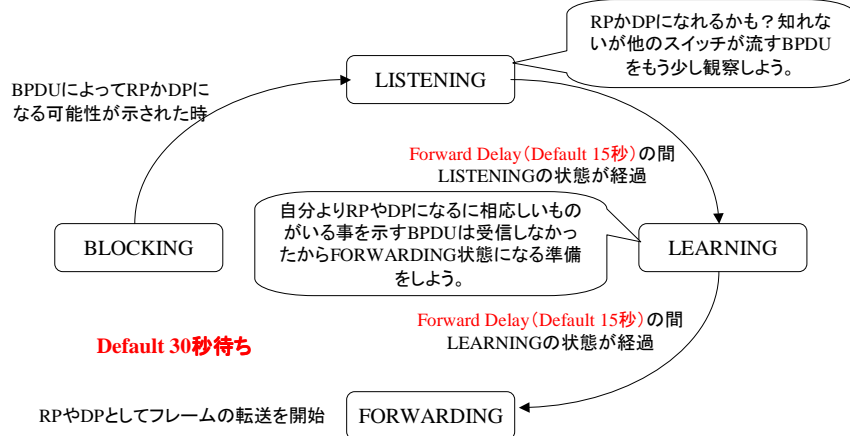 RPかDPになれるかも？知れな
いが他のスイッチが流すBPDU
をもう少し観察しよう。
LISTENING
BPDUによってRPかDPに
なる可能性が示された時
Forward Delay（Default 15秒）の間
LISTENINGの状態が経過
自分よりRPやDPになるに相応しいもの
がいる事を示すBPDUは受信しなかっ
たからFORWARDING状態になる準備
をしよう。
BLOCKING
LEARNING
Forward Delay（Default 15秒）の間
LEARNINGの状態が経過
Default 30秒待ち
RPやDPとしてフレームの転送を開始
FORWARDING